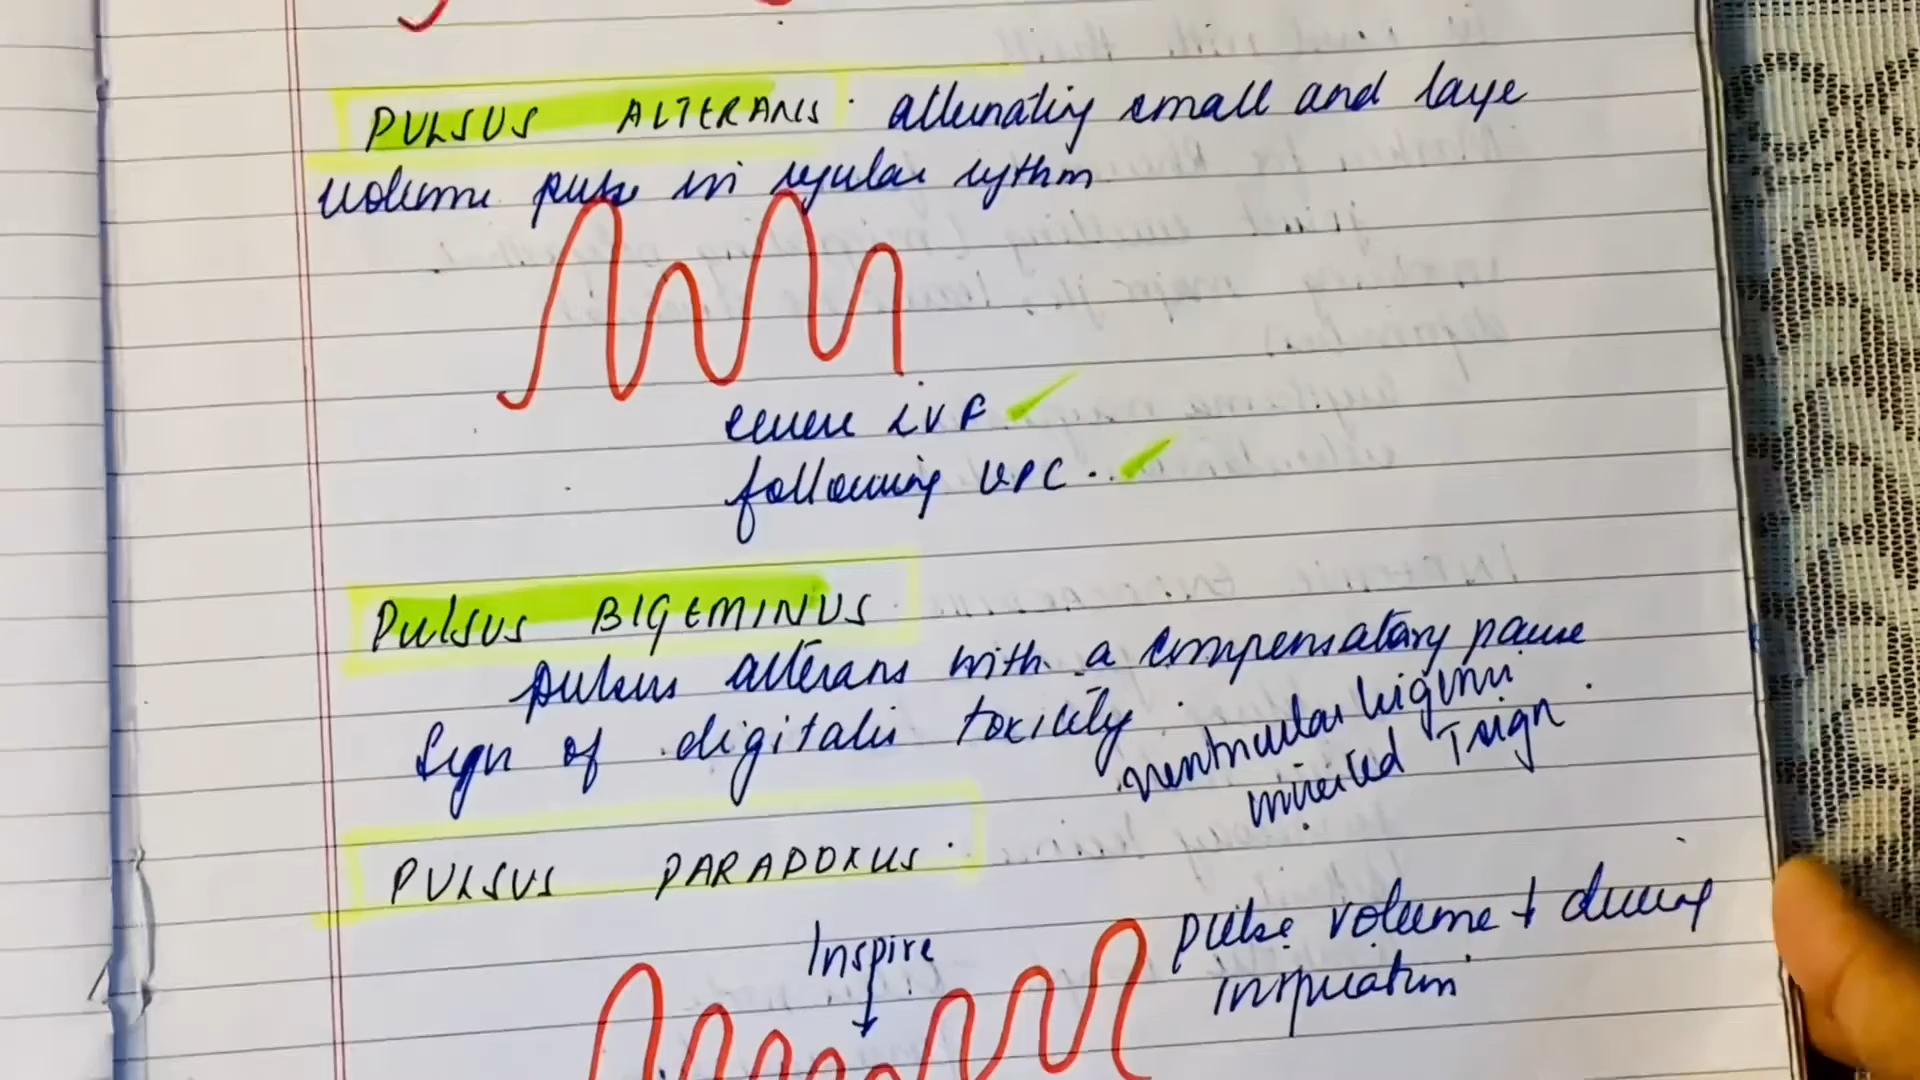 PULSUS ALTERANS. alternating small and large
volume pulse in regular rythm
severe LVF
following VPC..
PULSUS BIGEMINUS
pulsus alterans with a compensatory pause
Sign of digitalis toxicity.
ventricular bigemini
inverted T sign
PULSUS PARADOXUS.
Inspire
pulse volume ↓ during
inspiration